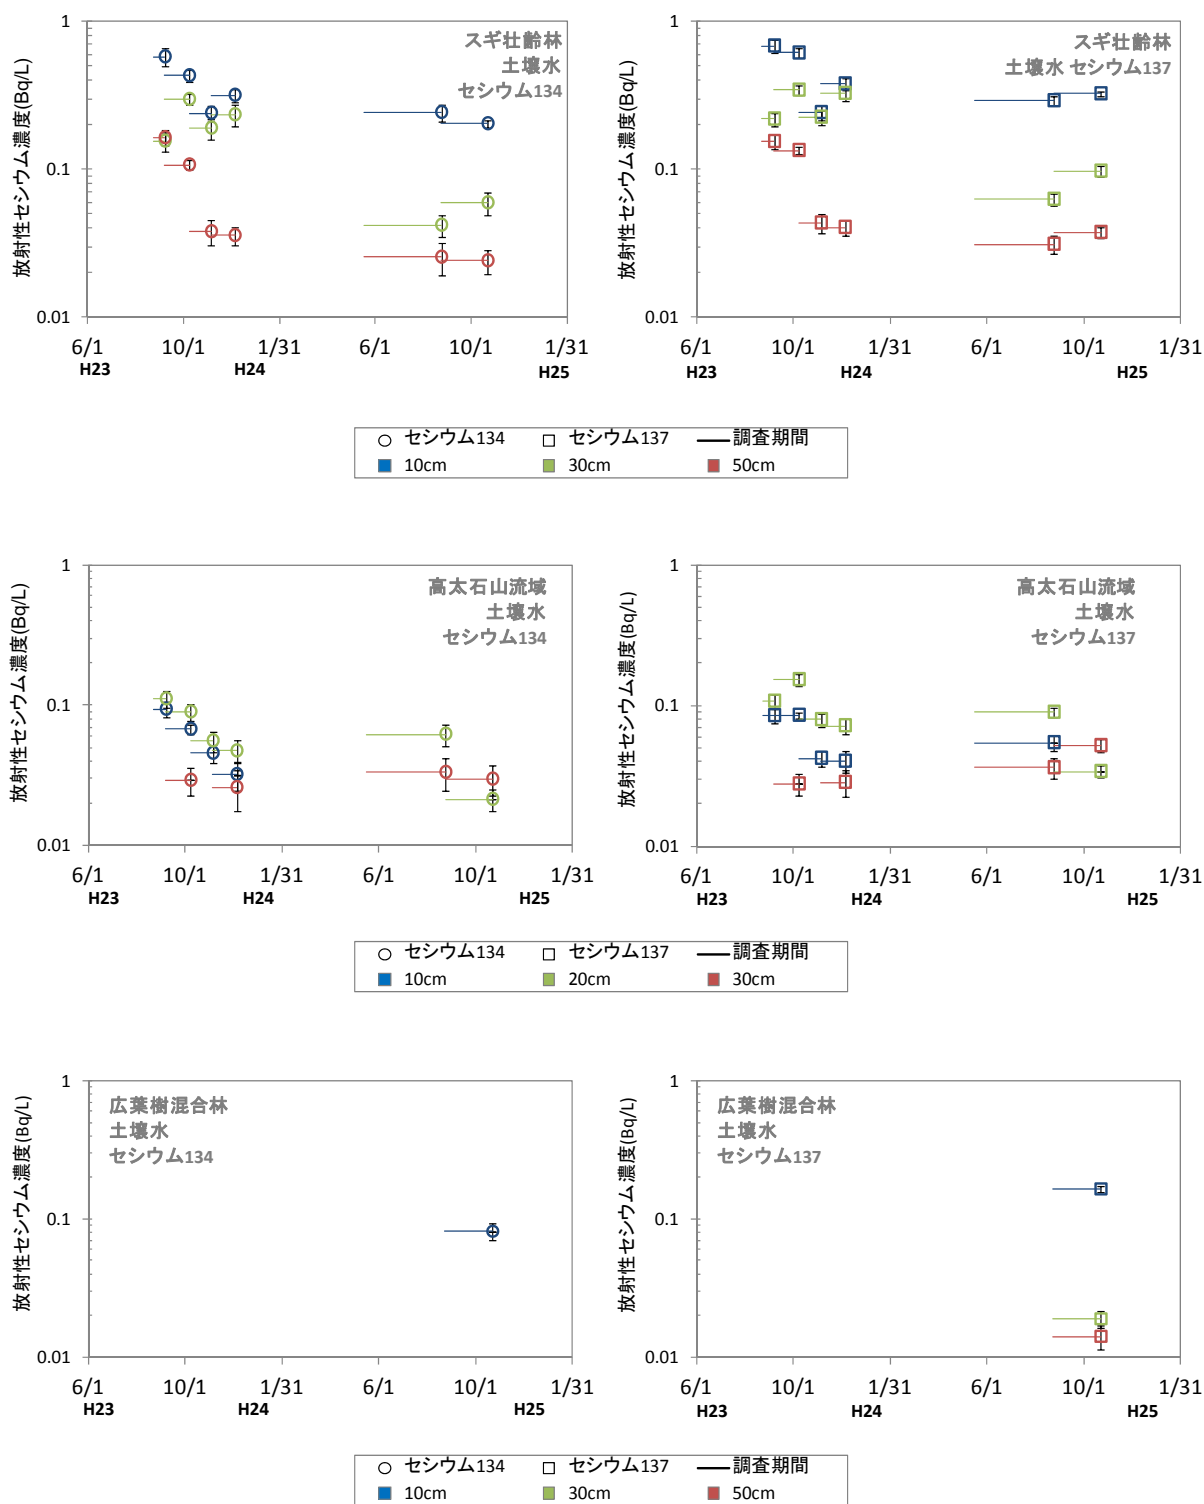 放射性セシウム濃度(Bq/L)
1
0.1
0.01
スギ壮齢林
土壌水
セシウム134
6/1 10/1 1/31 6/1 10/1 1/31
H23 H24 H25
放射性セシウム濃度(Bq/L)
1
0.1
0.01
スギ壮齢林
土壌水 セシウム137
6/1 10/1 1/31 6/1 10/1 1/31
H23 H24 H25
セシウム134 セシウム137 調査期間
10cm 30cm 50cm
放射性セシウム濃度(Bq/L)
1
0.1
0.01
高太石山流域
土壌水
セシウム134
6/1 10/1 1/31 6/1 10/1 1/31
H23 H24 H25
放射性セシウム濃度(Bq/L)
1
0.1
0.01
高太石山流域
土壌水
セシウム137
6/1 10/1 1/31 6/1 10/1 1/31
H23 H24 H25
セシウム134 セシウム137 調査期間
10cm 20cm 30cm
放射性セシウム濃度(Bq/L)
1
0.1
0.01
広葉樹混合林
土壌水
セシウム134
6/1 10/1 1/31 6/1 10/1 1/31
H23 H24 H25
放射性セシウム濃度(Bq/L)
1
0.1
0.01
広葉樹混合林
土壌水
セシウム137
6/1 10/1 1/31 6/1 10/1 1/31
H23 H24 H25
セシウム134 セシウム137 調査期間
10cm 30cm 50cm